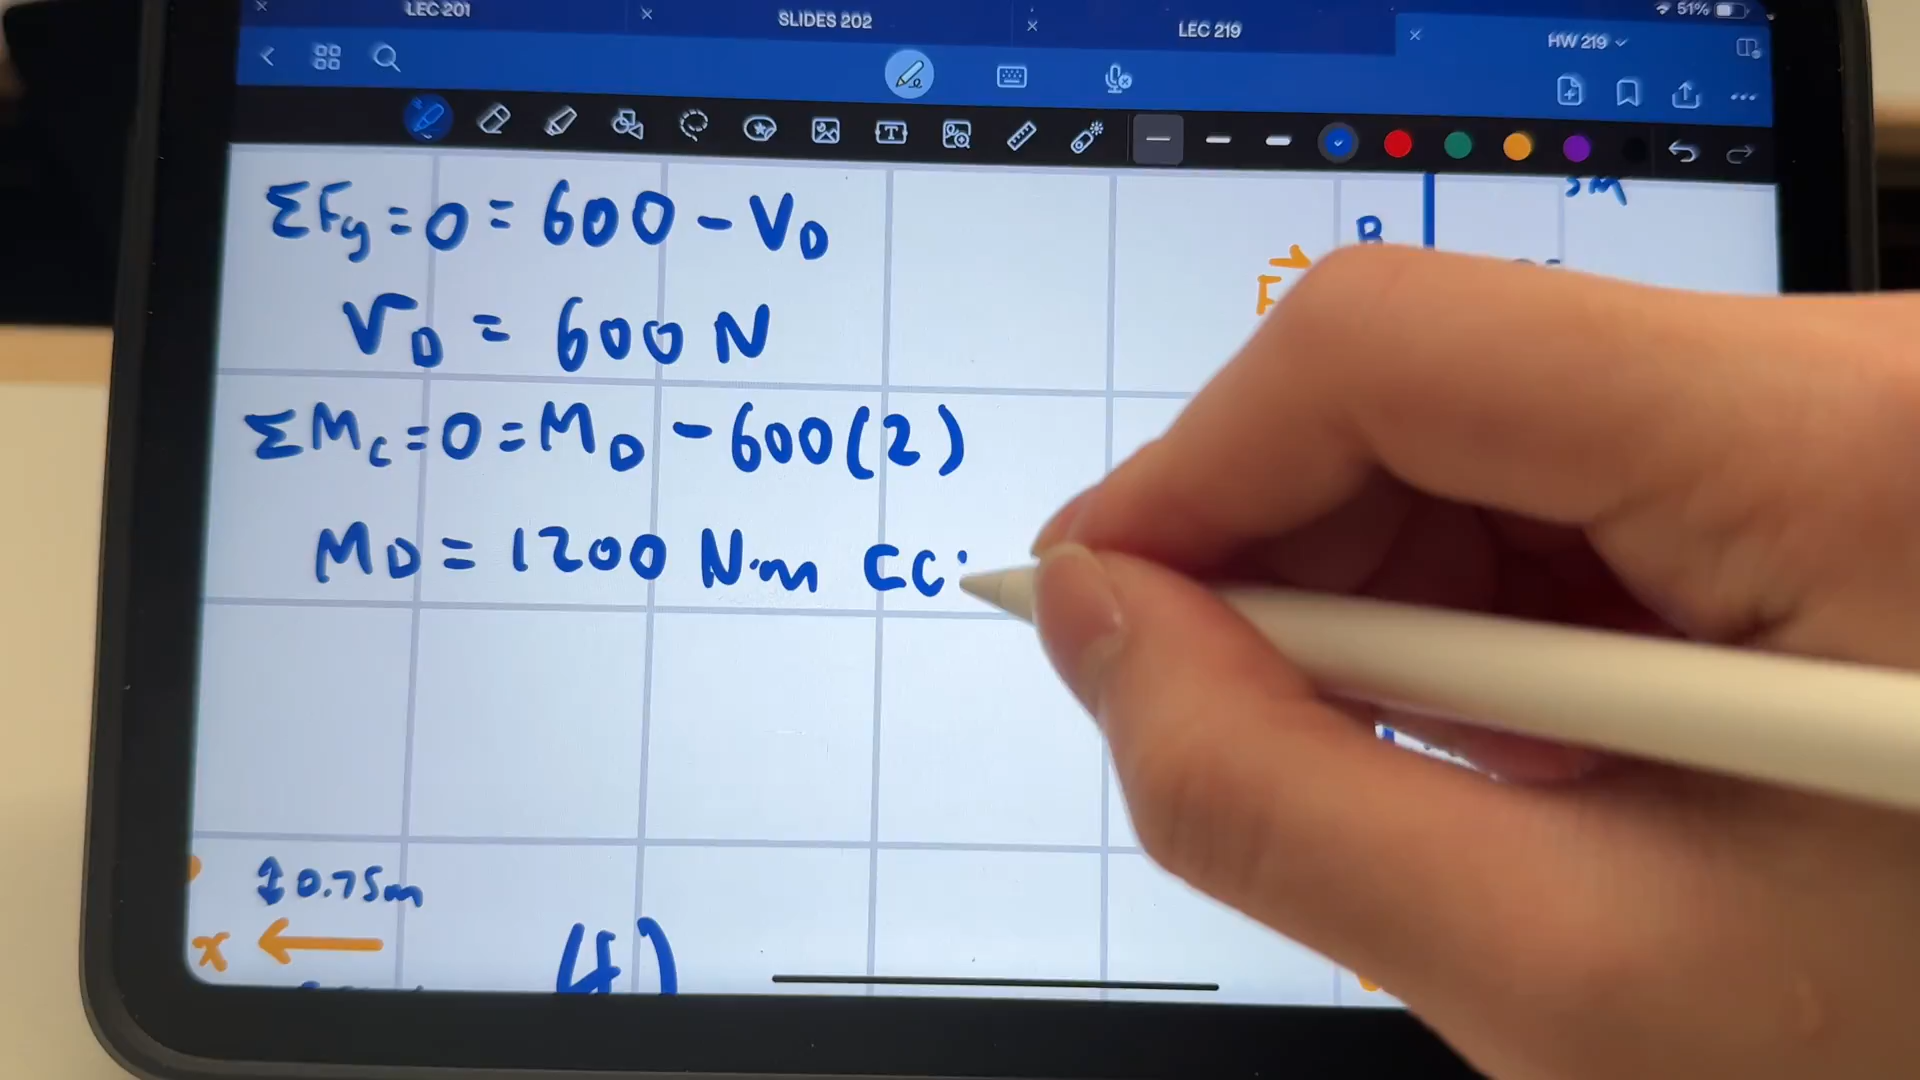 LEC 201
SLIDES 202
LEC 219
HW 219
51%
ΣFy = 0 = 600 - VD
VD = 600 N
ΣMc = 0 = MD - 600(2)
MD = 1200 N·m CC
B
F
0.75m
x